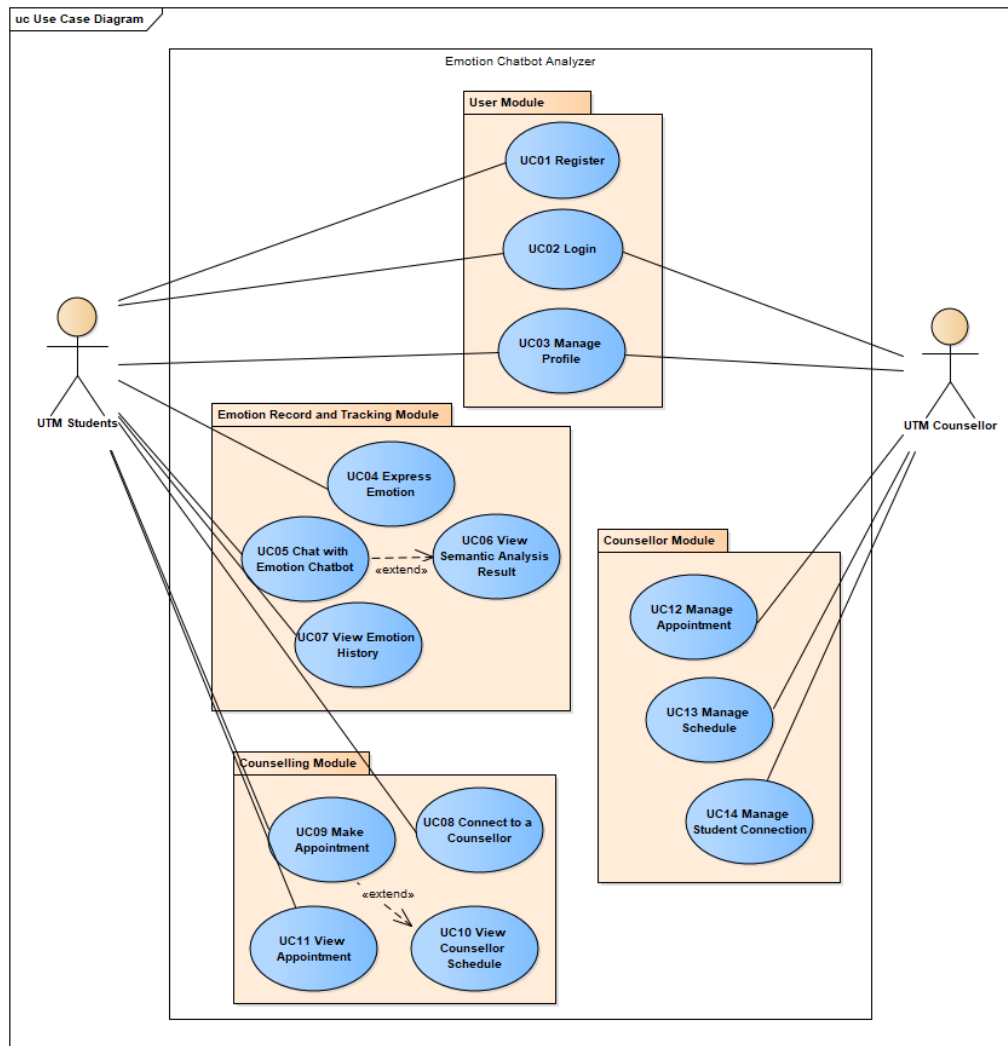 uc Use Case Diagram
Emotion Chatbot Analyzer
User Module
UC01 Register
UC02 Login
UC03 Manage
Profile
UTM Students
UTM Counsellor
Emotion Record and Tracking Module
UC04 Express
Emotion
UC05 Chat with
Emotion Chatbot
«extend»
UC06 View
Semantic Analysis
Result
UC07 View Emotion
History
Counsellor Module
UC12 Manage
Appointment
UC13 Manage
Schedule
UC14 Manage
Student Connection
Counselling Module
UC09 Make
Appointment
UC08 Connect to a
Counsellor
«extend»
UC11 View
Appointment
UC10 View
Counsellor
Schedule